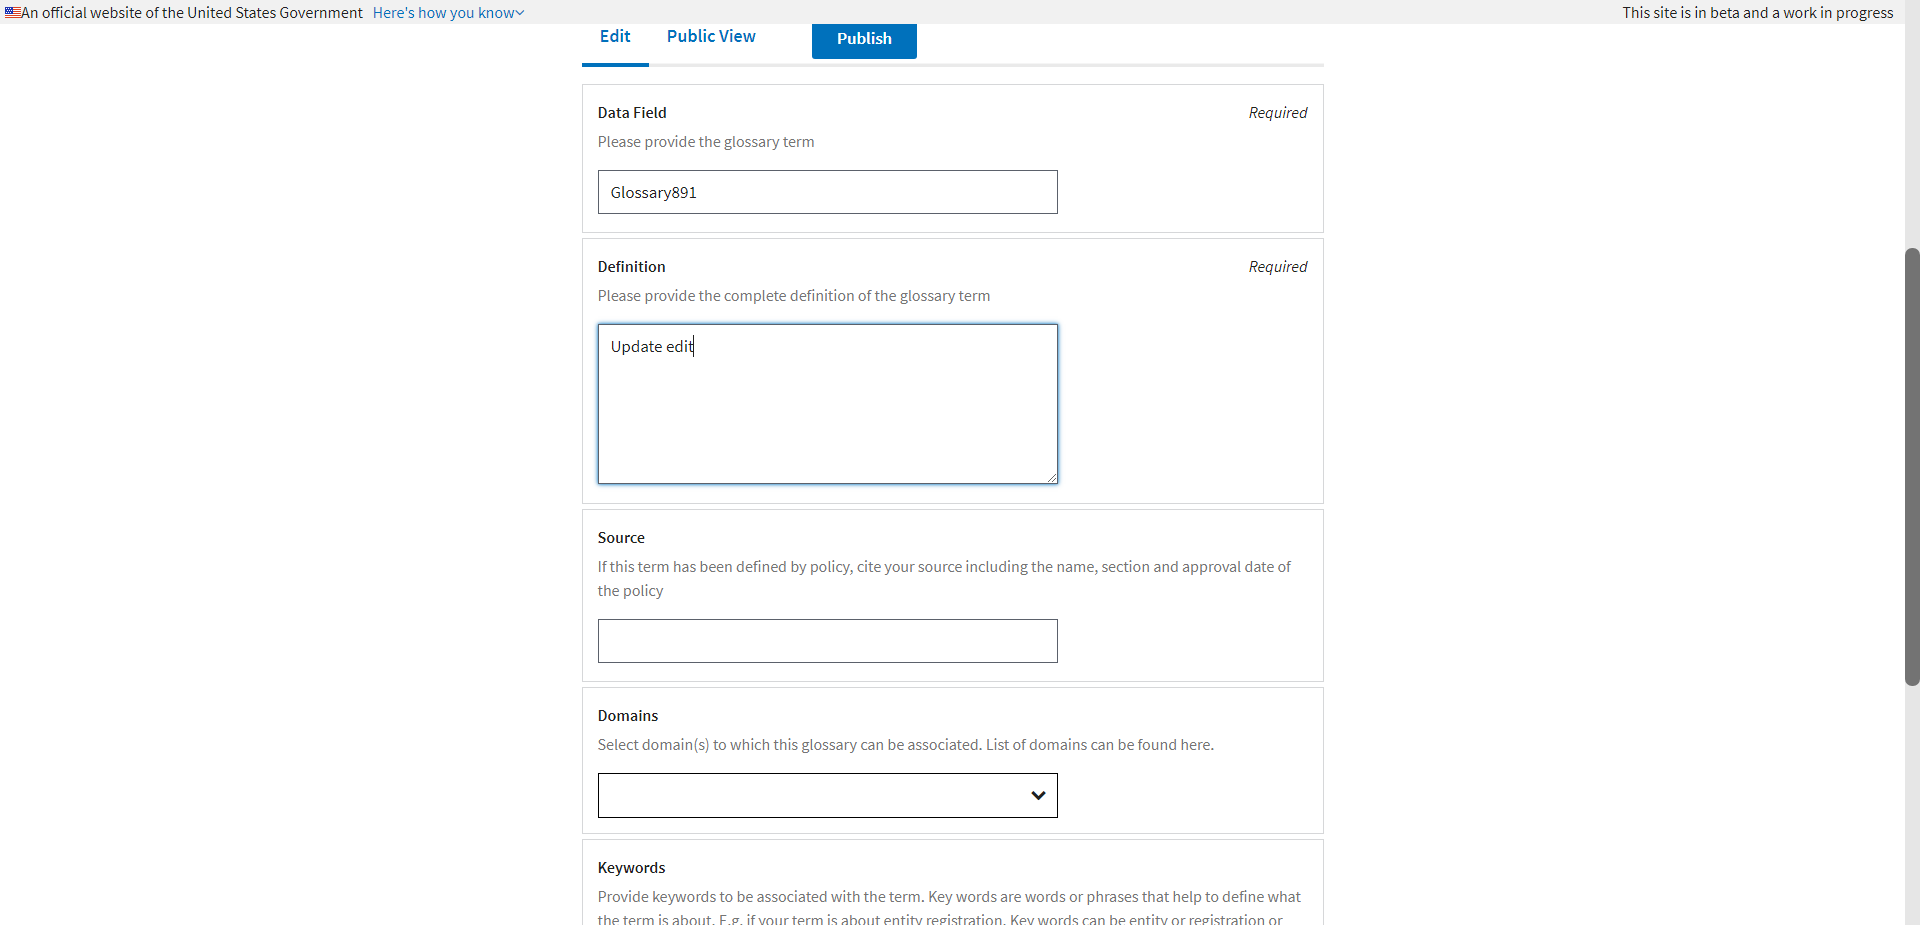 An official website of the United States Government Here's how you know
This site is in beta and a work in progress
Edit Public View Publish
Data Field Required
Please provide the glossary term
Glossary891
Definition Required
Please provide the complete definition of the glossary term
Update edit
Source
If this term has been defined by policy, cite your source including the name, section and approval date of
the policy
Domains
Select domain(s) to which this glossary can be associated. List of domains can be found here.
Keywords
Provide keywords to be associated with the term. Key words are words or phrases that help to define what
the term is about. E.g. if your term is about entity registration. Key words can be entity or registration or